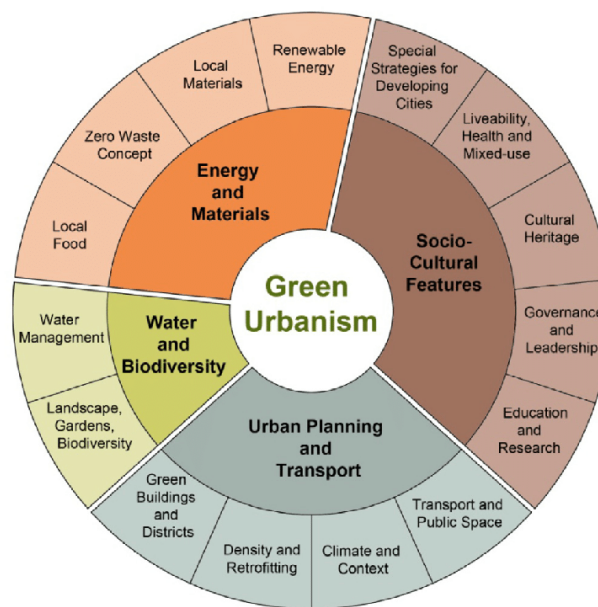 Green
Urbanism
Energy
and
Materials
Local
Food
Zero Waste
Concept
Local
Materials
Renewable
Energy
Socio-
Cultural
Features
Special
Strategies for
Developing
Cities
Liveability,
Health and
Mixed-use
Cultural
Heritage
Governance
and
Leadership
Education
and
Research
Urban Planning
and
Transport
Transport and
Public Space
Climate and
Context
Density and
Retrofitting
Green
Buildings
and
Districts
Water
and
Biodiversity
Landscape,
Gardens,
Biodiversity
Water
Management